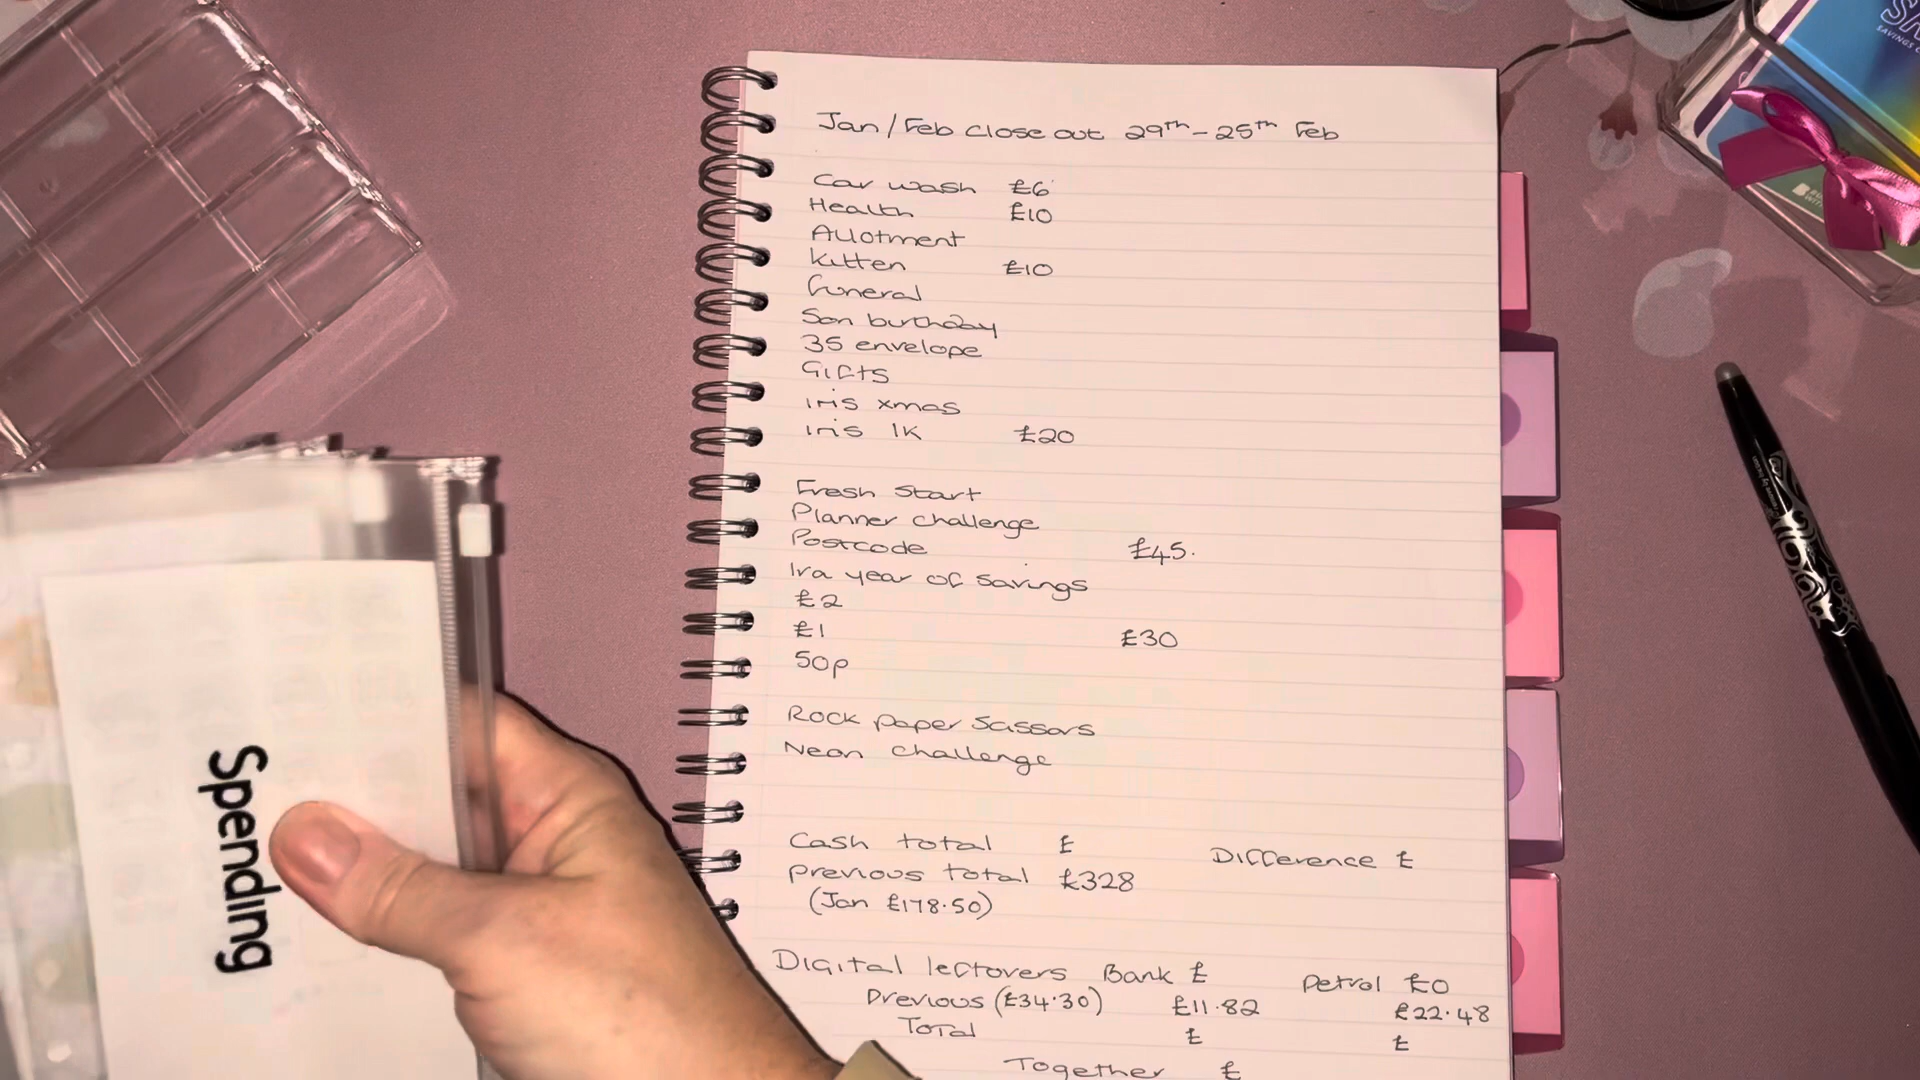 Jan/Feb close out 29th - 25th Feb
Car wash £6
Health £10
Allotment
Kitten £10
Funeral
Son birthday
35 envelope
Gifts
Iris xmas
Iris 1K £20
Fresh Start
Planner challenge
Postcode £45.
Iva year of savings
£2
£1 £30
50p
Rock paper scissors
Neon challenge
Cash total £ Difference £
previous total £328
(Jan £178.50)
Digital leftovers Bank £ Petrol £0
Previous (£34.30) £11.82 £22.48
Total £ £
Together £
Spending